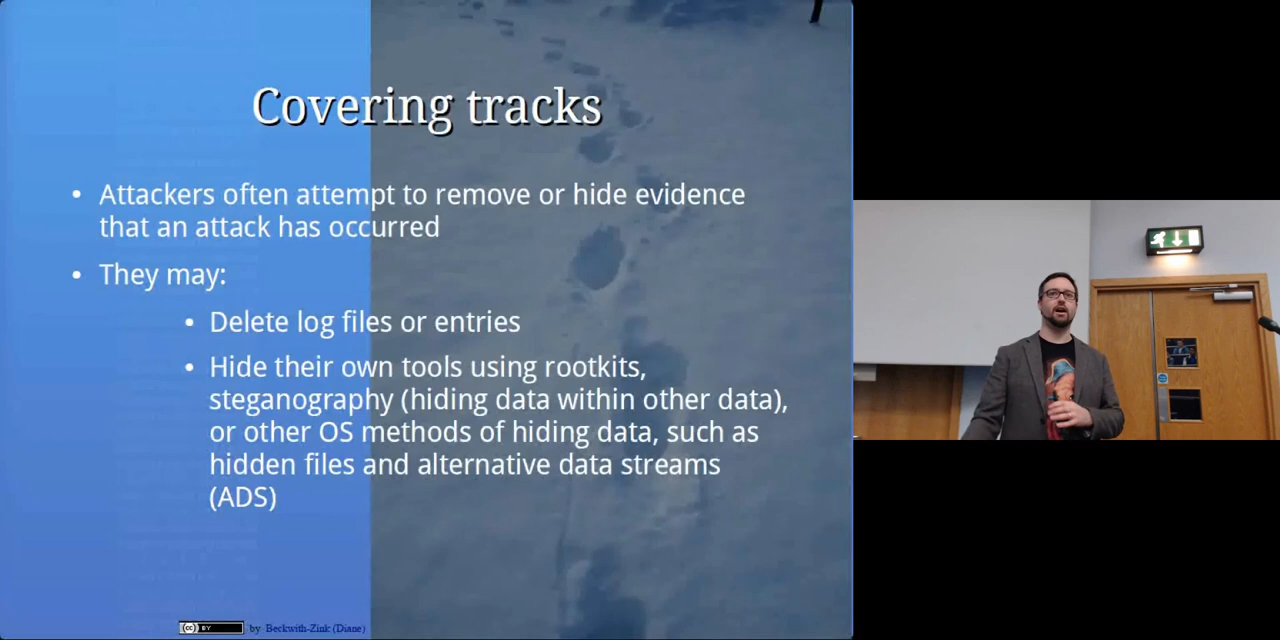 Covering tracks
• Attackers often attempt to remove or hide evidence
that an attack has occurred
• They may:
• Delete log files or entries
• Hide their own tools using rootkits,
steganography (hiding data within other data),
or other OS methods of hiding data, such as
hidden files and alternative data streams
(ADS)
cc BY by Beckwith-Zink (Diane)